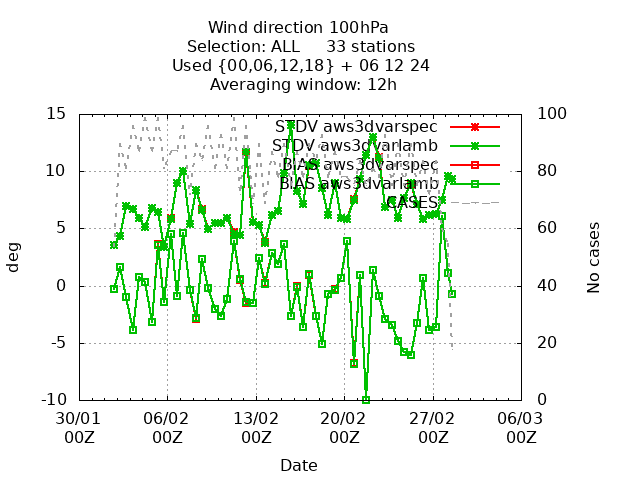 Wind direction 100hPa
Selection: ALL 33 stations
Used {00,06,12,18} + 06 12 24
Averaging window: 12h
STDV aws3dvarspec
STDV aws3dvarlamb
BIAS aws3dvarspec
BIAS aws3dvarlamb
CASES
deg
15
10
5
0
-5
-10
No cases
100
80
60
40
20
0
30/01 06/02 13/02 20/02 27/02 06/03
00Z 00Z 00Z 00Z 00Z 00Z
Date